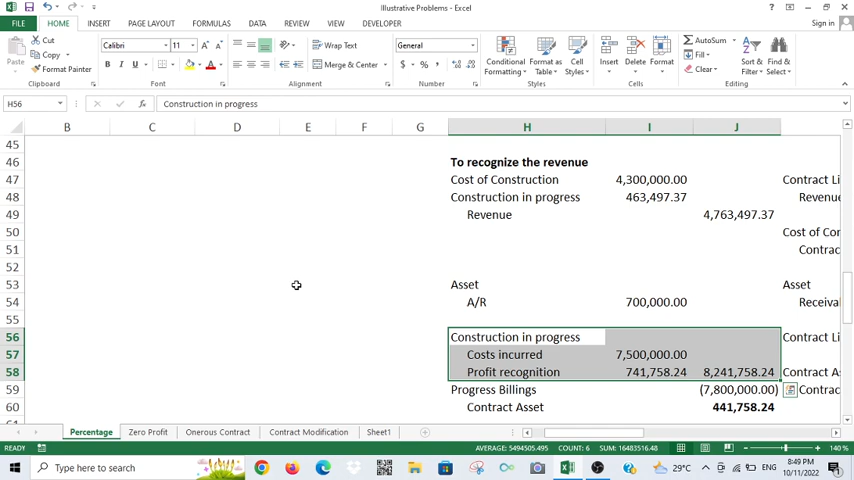 Illustrative Problems - Excel
Sign in
FILE HOME INSERT PAGE LAYOUT FORMULAS DATA REVIEW VIEW DEVELOPER
Paste
Cut
Copy
Format Painter
Clipboard
Calibri 11
B I U
Font
Wrap Text
Merge & Center
Alignment
General
$ % ,
Number
Conditional Formatting
Format as Table
Cell Styles
Styles
Insert
Delete
Format
Cells
AutoSum
Fill
Clear
Sort & Filter
Find & Select
Editing
H56 Construction in progress
B C D E F G H I J
45
46 To recognize the revenue
47 Cost of Construction 4,300,000.00 Contract Li
48 Construction in progress 463,497.37 Revenu
49 Revenue 4,763,497.37
50 Cost of Cor
51 Contrac
52
53 Asset Asset
54 A/R 700,000.00 Receiva
55
56 Construction in progress Contract Li
57 Costs incurred 7,500,000.00
58 Profit recognition 741,758.24 8,241,758.24 Contract As
59 Progress Billings (7,800,000.00) Contrac
60 Contract Asset 441,758.24
Percentage Zero Profit Onerous Contract Contract Modification Sheet1
READY AVERAGE: 5494505.495 COUNT: 6 SUM: 16483516.48 140 %
Type here to search 29°C ENG 8:49 PM
10/11/2022